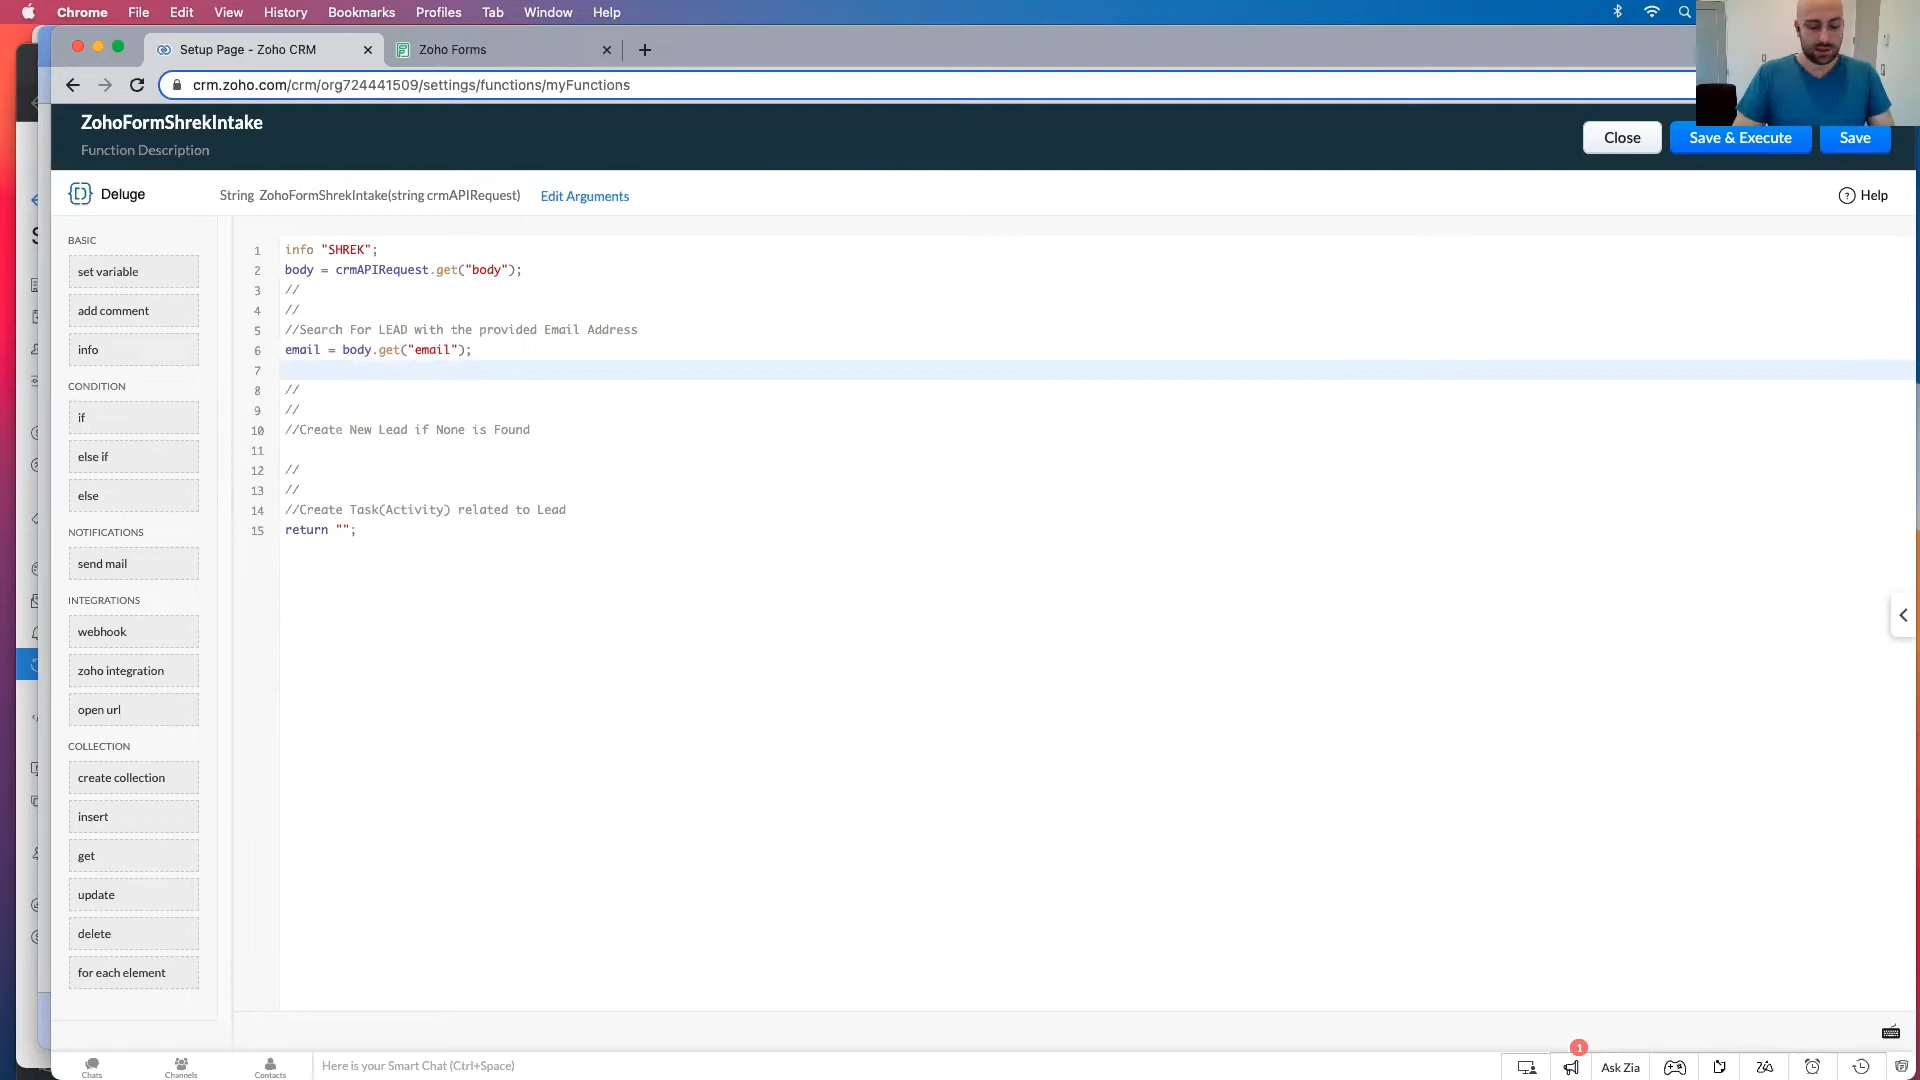 Chrome File Edit View History Bookmarks Profiles Tab Window Help
Setup Page - Zoho CRM
Zoho Forms
crm.zoho.com/crm/org724441509/settings/functions/myFunctions
ZohoFormShrekIntake
Function Description
Close
Save & Execute
Save
Deluge
String ZohoFormShrekIntake(string crmAPIRequest)
Edit Arguments
Help
BASIC
set variable
add comment
info
CONDITION
if
else if
else
NOTIFICATIONS
send mail
INTEGRATIONS
webhook
zoho integration
open url
COLLECTION
create collection
insert
get
update
delete
for each element
1 info "SHREK";
2 body = crmAPIRequest.get("body");
3 //
4 //
5 //Search For LEAD with the provided Email Address
6 email = body.get("email");
7
8 //
9 //
10 //Create New Lead if None is Found
11
12 //
13 //
14 //Create Task(Activity) related to Lead
15 return "";
Chats
Channels
Contacts
Here is your Smart Chat (Ctrl+Space)
1
Ask Zia